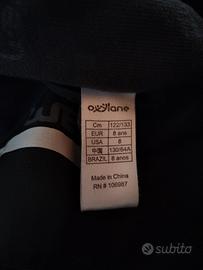 oxylane
Cm 122/133
EUR 8 ans
USA 8
中国 130/64A
BRAZIL 8 anos
Made in China
RN # 106987
subito